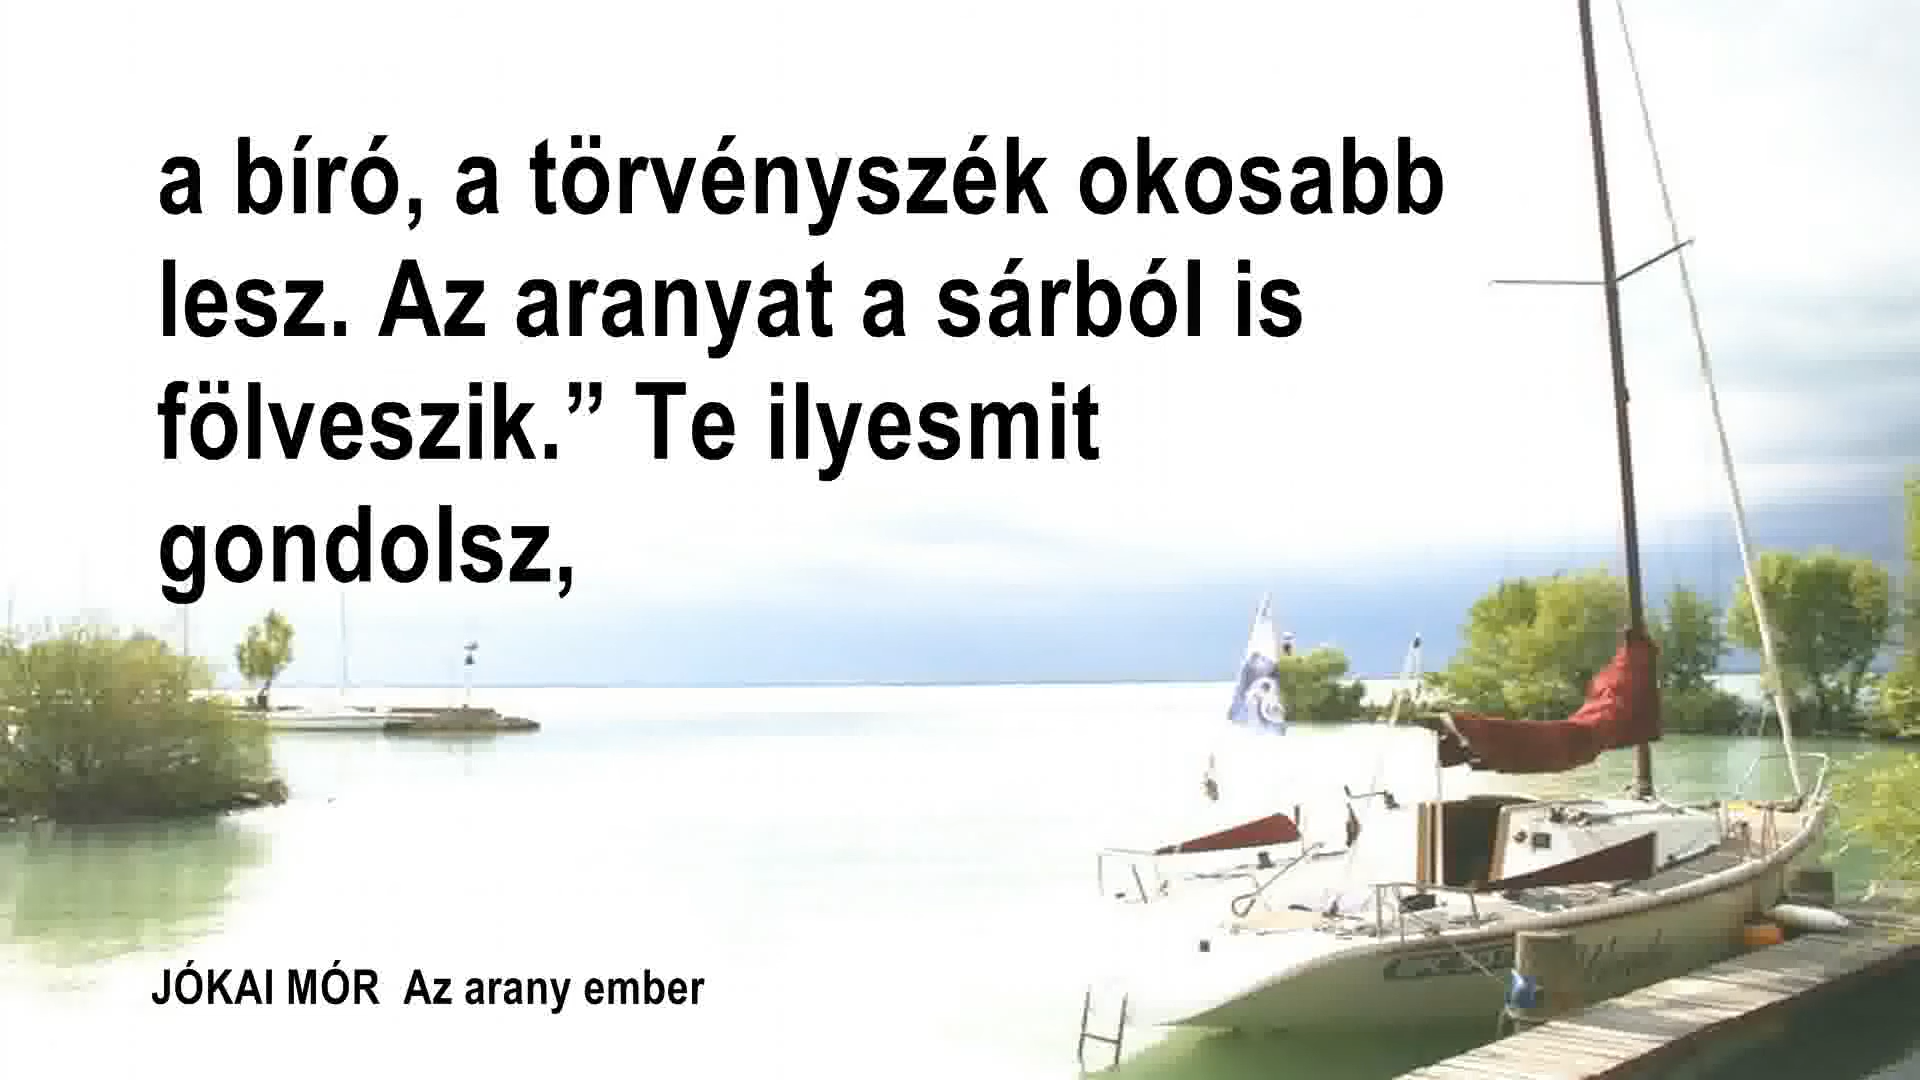 a bíró, a törvényszék okosabb
lesz. Az aranyat a sárból is
fölveszik.” Te ilyesmit
gondolsz,
JÓKAI MÓR Az arany ember